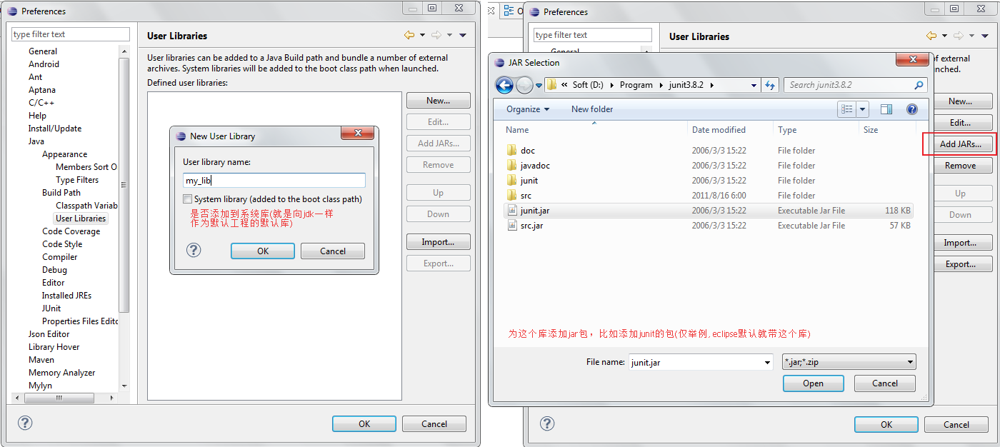 Preferences
type filter text
General
Android
Ant
Aptana
C/C++
Help
Install/Update
Java
Appearance
Members Sort O
Type Filters
Build Path
Classpath Variab
User Libraries
Code Coverage
Code Style
Compiler
Debug
Editor
Installed JREs
JUnit
Properties Files Edito
Json Editor
Library Hover
Maven
Memory Analyzer
Mylyn
User Libraries
User libraries can be added to a Java Build path and bundle a number of external
archives. System libraries will be added to the boot class path when launched.
Defined user libraries:
New...
Edit...
Add JARs...
Remove
Up
Down
Import...
Export...
New User Library
User library name:
my_lib
System library (added to the boot class path)
是否添加到系统库(就是向jdk一样
作为默认工程的默认库)
OK
Cancel
OK
Cancel
Preferences
type filter text
General
User Libraries
of external
nched.
JAR Selection
« Soft (D:) Program junit3.8.2
Search junit3.8.2
Organize
New folder
Name Date modified Type Size
doc 2006/3/3 15:22 File folder
javadoc 2006/3/3 15:22 File folder
junit 2006/3/3 15:22 File folder
src 2011/8/16 6:00 File folder
junit.jar 2006/3/3 15:22 Executable Jar File 118 KB
src.jar 2006/3/3 15:22 Executable Jar File 57 KB
为这个库添加jar包，比如添加junit的包(仅举例, eclipse默认就带这个库)
File name: junit.jar
*.jar;*.zip
Open
Cancel
New...
Edit...
Add JARs...
Remove
Up
Down
Import...
Export...
OK
Cancel